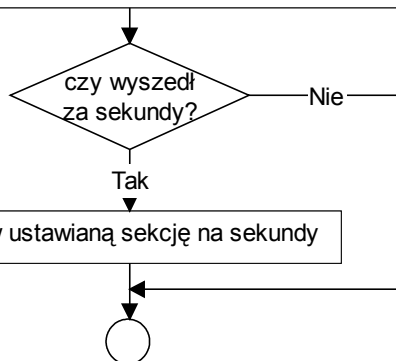 czy wyszedł
za sekundy?
Nie
Tak
ustawianą sekcję na sekundy